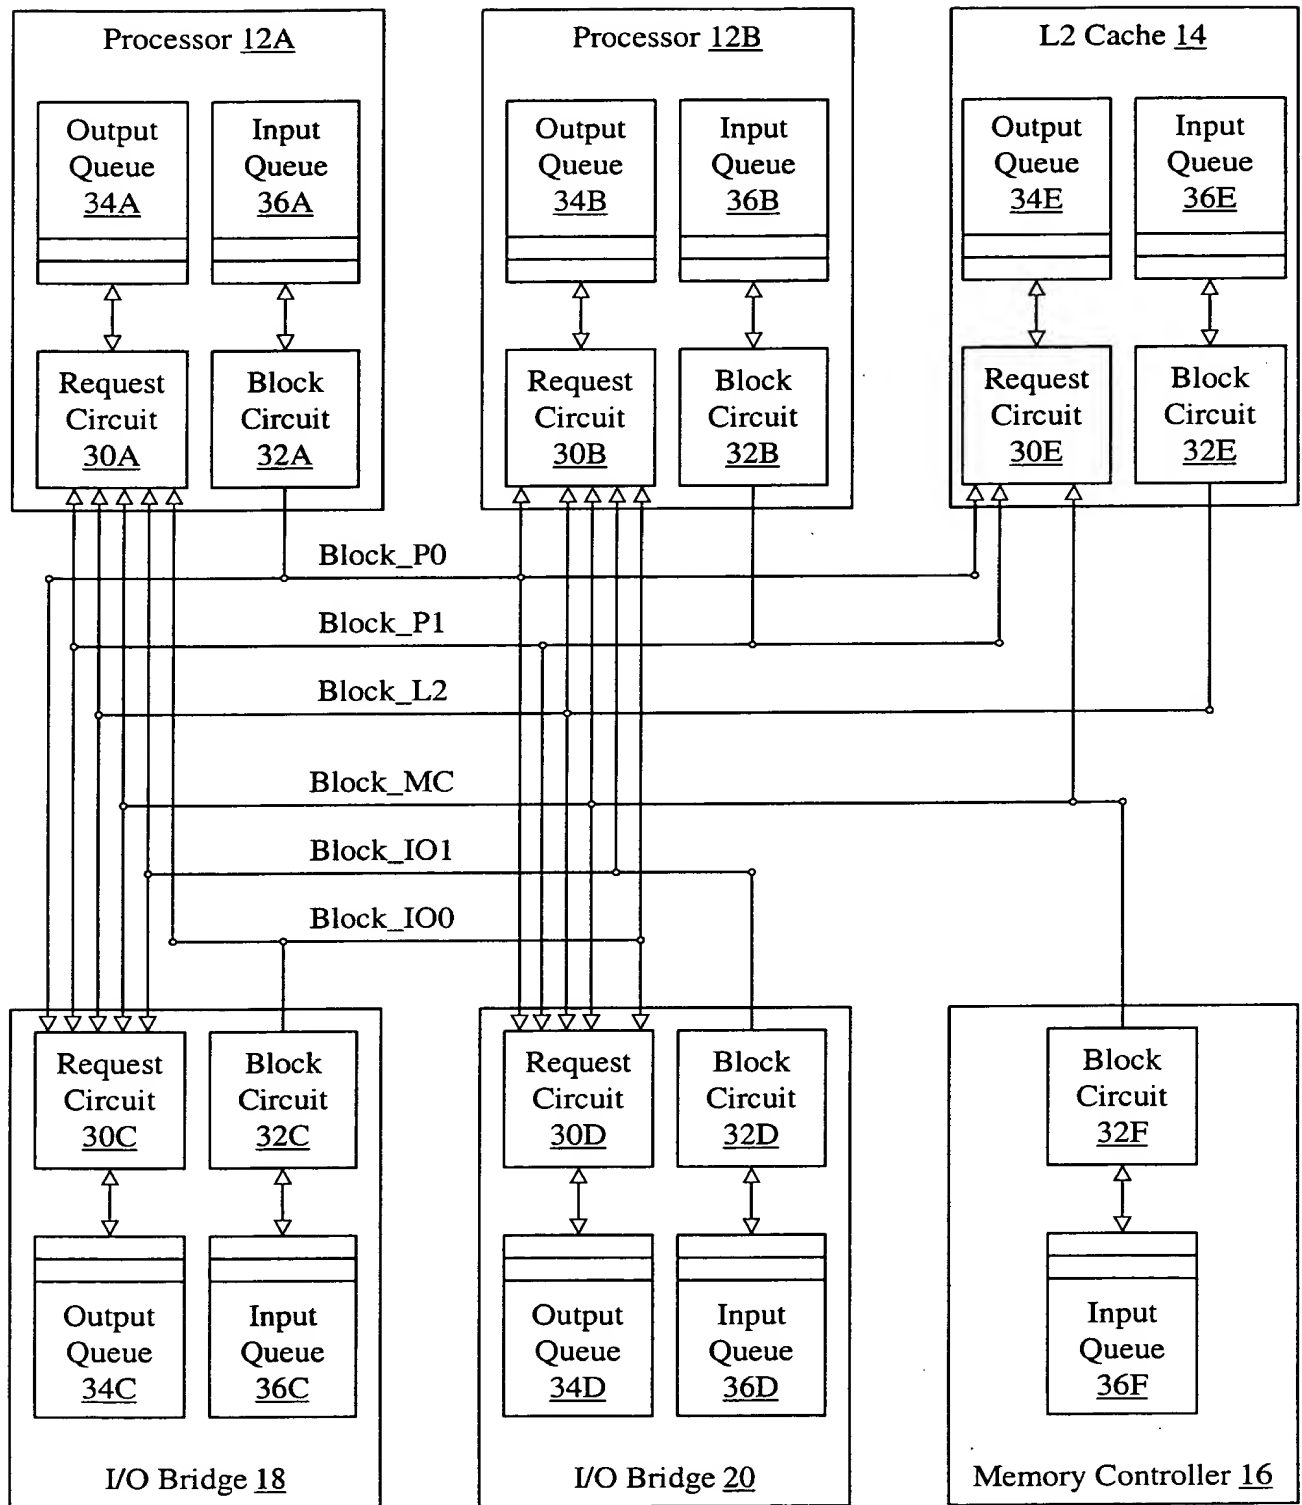 Processor 12A
Output
Queue
34A
Input
Queue
36A
Request
Circuit
30A
Block
Circuit
32A
Processor 12B
Output
Queue
34B
Input
Queue
36B
Request
Circuit
30B
Block
Circuit
32B
L2 Cache 14
Output
Queue
34E
Input
Queue
36E
Request
Circuit
30E
Block
Circuit
32E
Block_P0
Block_P1
Block_L2
Block_MC
Block_IO1
Block_IO0
Request
Circuit
30C
Block
Circuit
32C
Output
Queue
34C
Input
Queue
36C
I/O Bridge 18
Request
Circuit
30D
Block
Circuit
32D
Output
Queue
34D
Input
Queue
36D
I/O Bridge 20
Block
Circuit
32F
Input
Queue
36F
Memory Controller 16